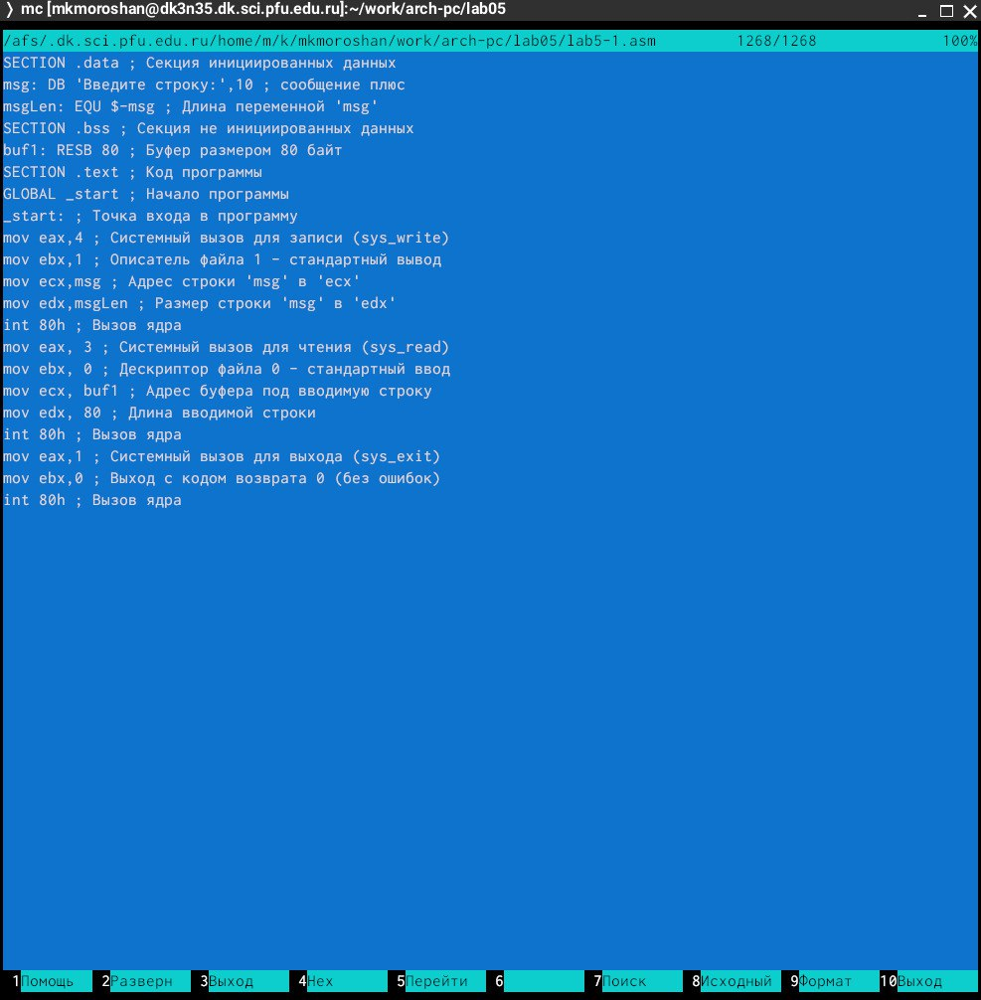 mc [mkmoroshan@dk3n35.dk.sci.pfu.edu.ru]:~/work/arch-pc/lab05
/afs/.dk.sci.pfu.edu.ru/home/m/k/mkmoroshan/work/arch-pc/lab05/lab5-1.asm 1268/1268 100%
SECTION .data ; Секция инициированных данных
msg: DB 'Введите строку:',10 ; сообщение плюс
msgLen: EQU $-msg ; Длина переменной 'msg'
SECTION .bss ; Секция не инициированных данных
buf1: RESB 80 ; Буфер размером 80 байт
SECTION .text ; Код программы
GLOBAL _start ; Начало программы
_start: ; Точка входа в программу
mov eax,4 ; Системный вызов для записи (sys_write)
mov ebx,1 ; Описатель файла 1 - стандартный вывод
mov ecx,msg ; Адрес строки 'msg' в 'ecx'
mov edx,msgLen ; Размер строки 'msg' в 'edx'
int 80h ; Вызов ядра
mov eax, 3 ; Системный вызов для чтения (sys_read)
mov ebx, 0 ; Дескриптор файла 0 - стандартный ввод
mov ecx, buf1 ; Адрес буфера под вводимую строку
mov edx, 80 ; Длина вводимой строки
int 80h ; Вызов ядра
mov eax,1 ; Системный вызов для выхода (sys_exit)
mov ebx,0 ; Выход с кодом возврата 0 (без ошибок)
int 80h ; Вызов ядра
1Помощь 2Разверн 3Выход 4Hex 5Перейти 6 7Поиск 8Исходный 9Формат 10Выход